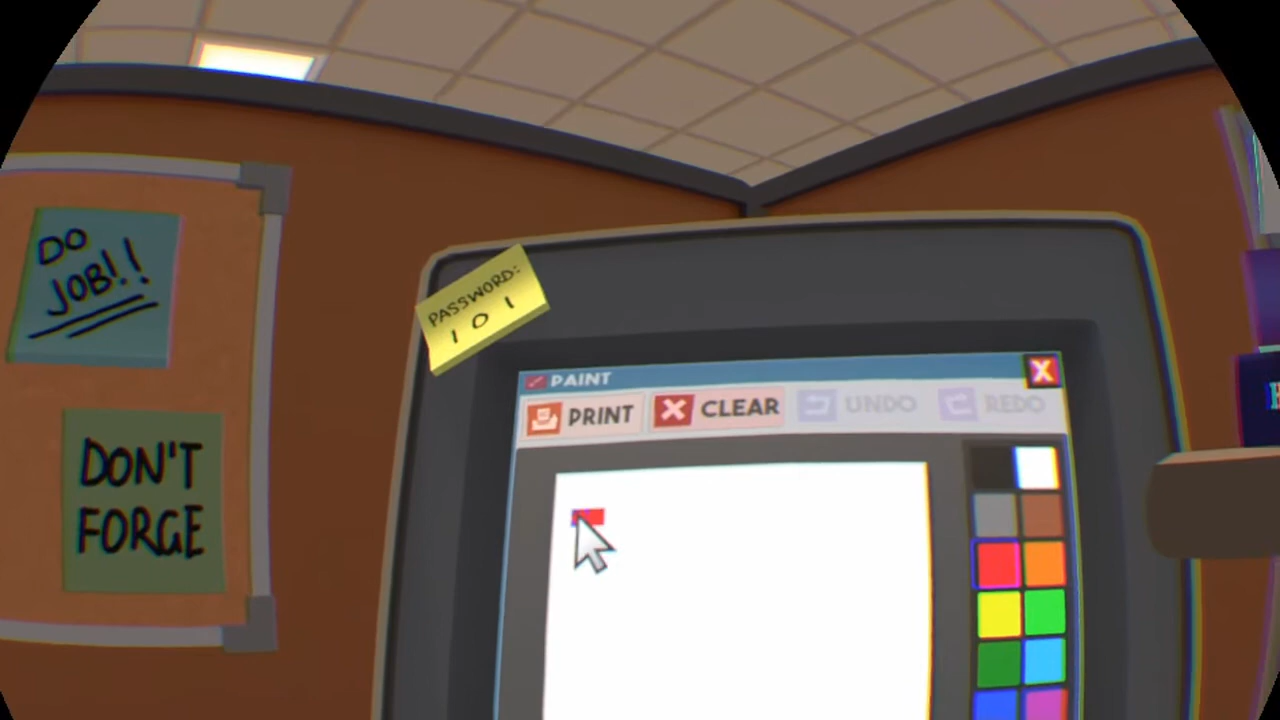 DO
JOB!!
DON'T
FORGE
PASSWORD:
1 0 1
PAINT
X
PRINT
CLEAR
UNDO
REDO